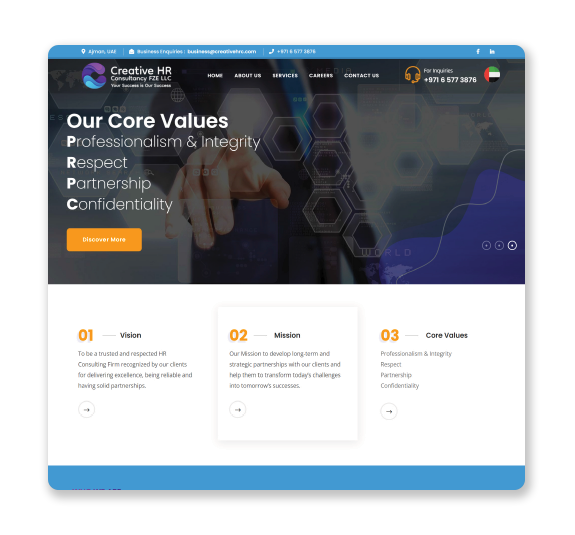 Ajman, UAE
Business Enquiries : business@creativehrc.com
+971 6 577 3876
Creative HR
Consultancy FZE LLC
Your Success is Our Success
HOME ABOUT US SERVICES CAREERS CONTACT US
For Inquiries
+971 6 577 3876
Our Core Values
Professionalism & Integrity
Respect
Partnership
Confidentiality
Discover More
WORLD
01 Vision
To be a trusted and respected HR
Consulting Firm recognized by our clients
for delivering excellence, being reliable and
having solid partnerships.
02 Mission
Our Mission to develop long-term and
strategic partnerships with our clients and
help them to transform today's challenges
into tomorrow's successes.
03 Core Values
Professionalism & Integrity
Respect
Partnership
Confidentiality